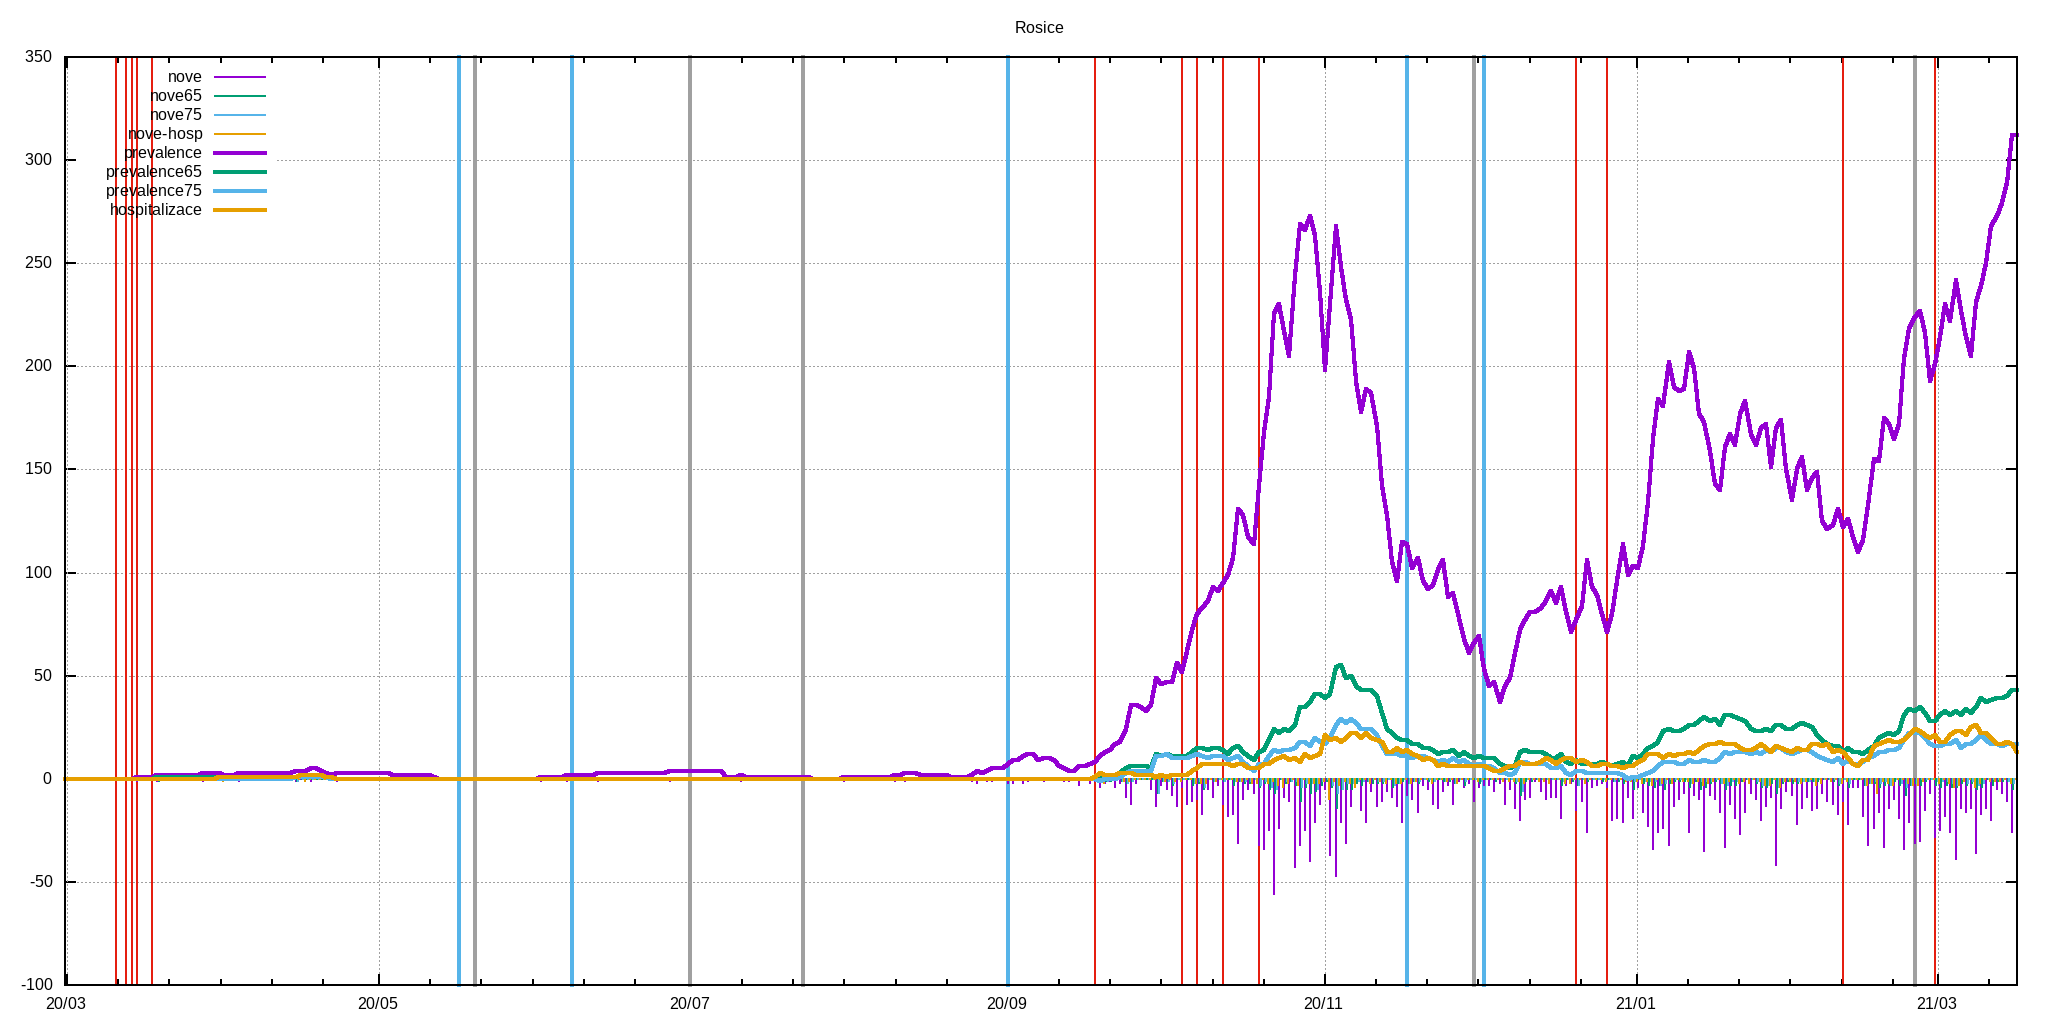 Rosice
350
300
250
200
150
100
50
0
-50
-100
nove
nove65
nove75
nove-hosp
prevalence
prevalence65
prevalence75
hospitalizace
20/03 20/05 20/07 20/09 20/11 21/01 21/03